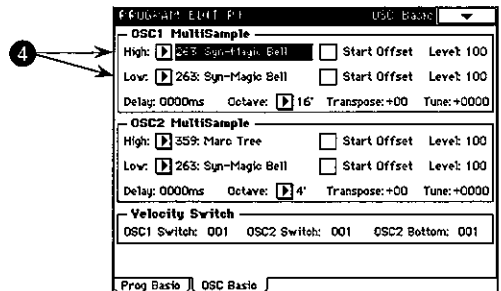 PROGRAM EDIT P1 OSC Basic
OSC1 MultiSample
4
High: 263: Syn-Magic Bell Start Offset Level: 100
Low: 263: Syn-Magic Bell Start Offset Level: 100
Delay: 0000ms Octave: 16' Transpose: +00 Tune: +0000
OSC2 MultiSample
High: 359: Marc Tree Start Offset Level: 100
Low: 263: Syn-Magic Bell Start Offset Level: 100
Delay: 0000ms Octave: 4' Transpose: +00 Tune: +0000
Velocity Switch
OSC1 Switch: 001 OSC2 Switch: 001 OSC2 Bottom: 001
Prog Basic OSC Basic